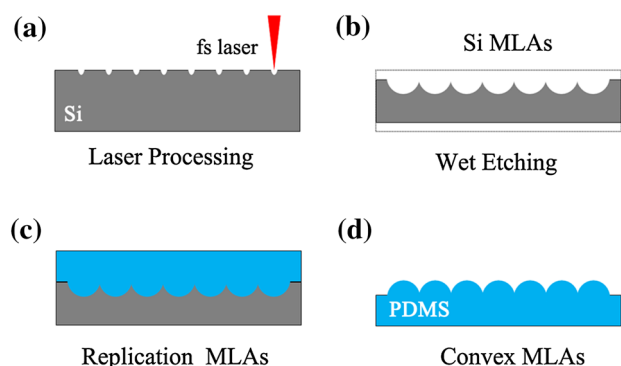 (a)
fs laser
Si
Laser Processing
(b)
Si MLAs
Wet Etching
(c)
Replication MLAs
(d)
PDMS
Convex MLAs